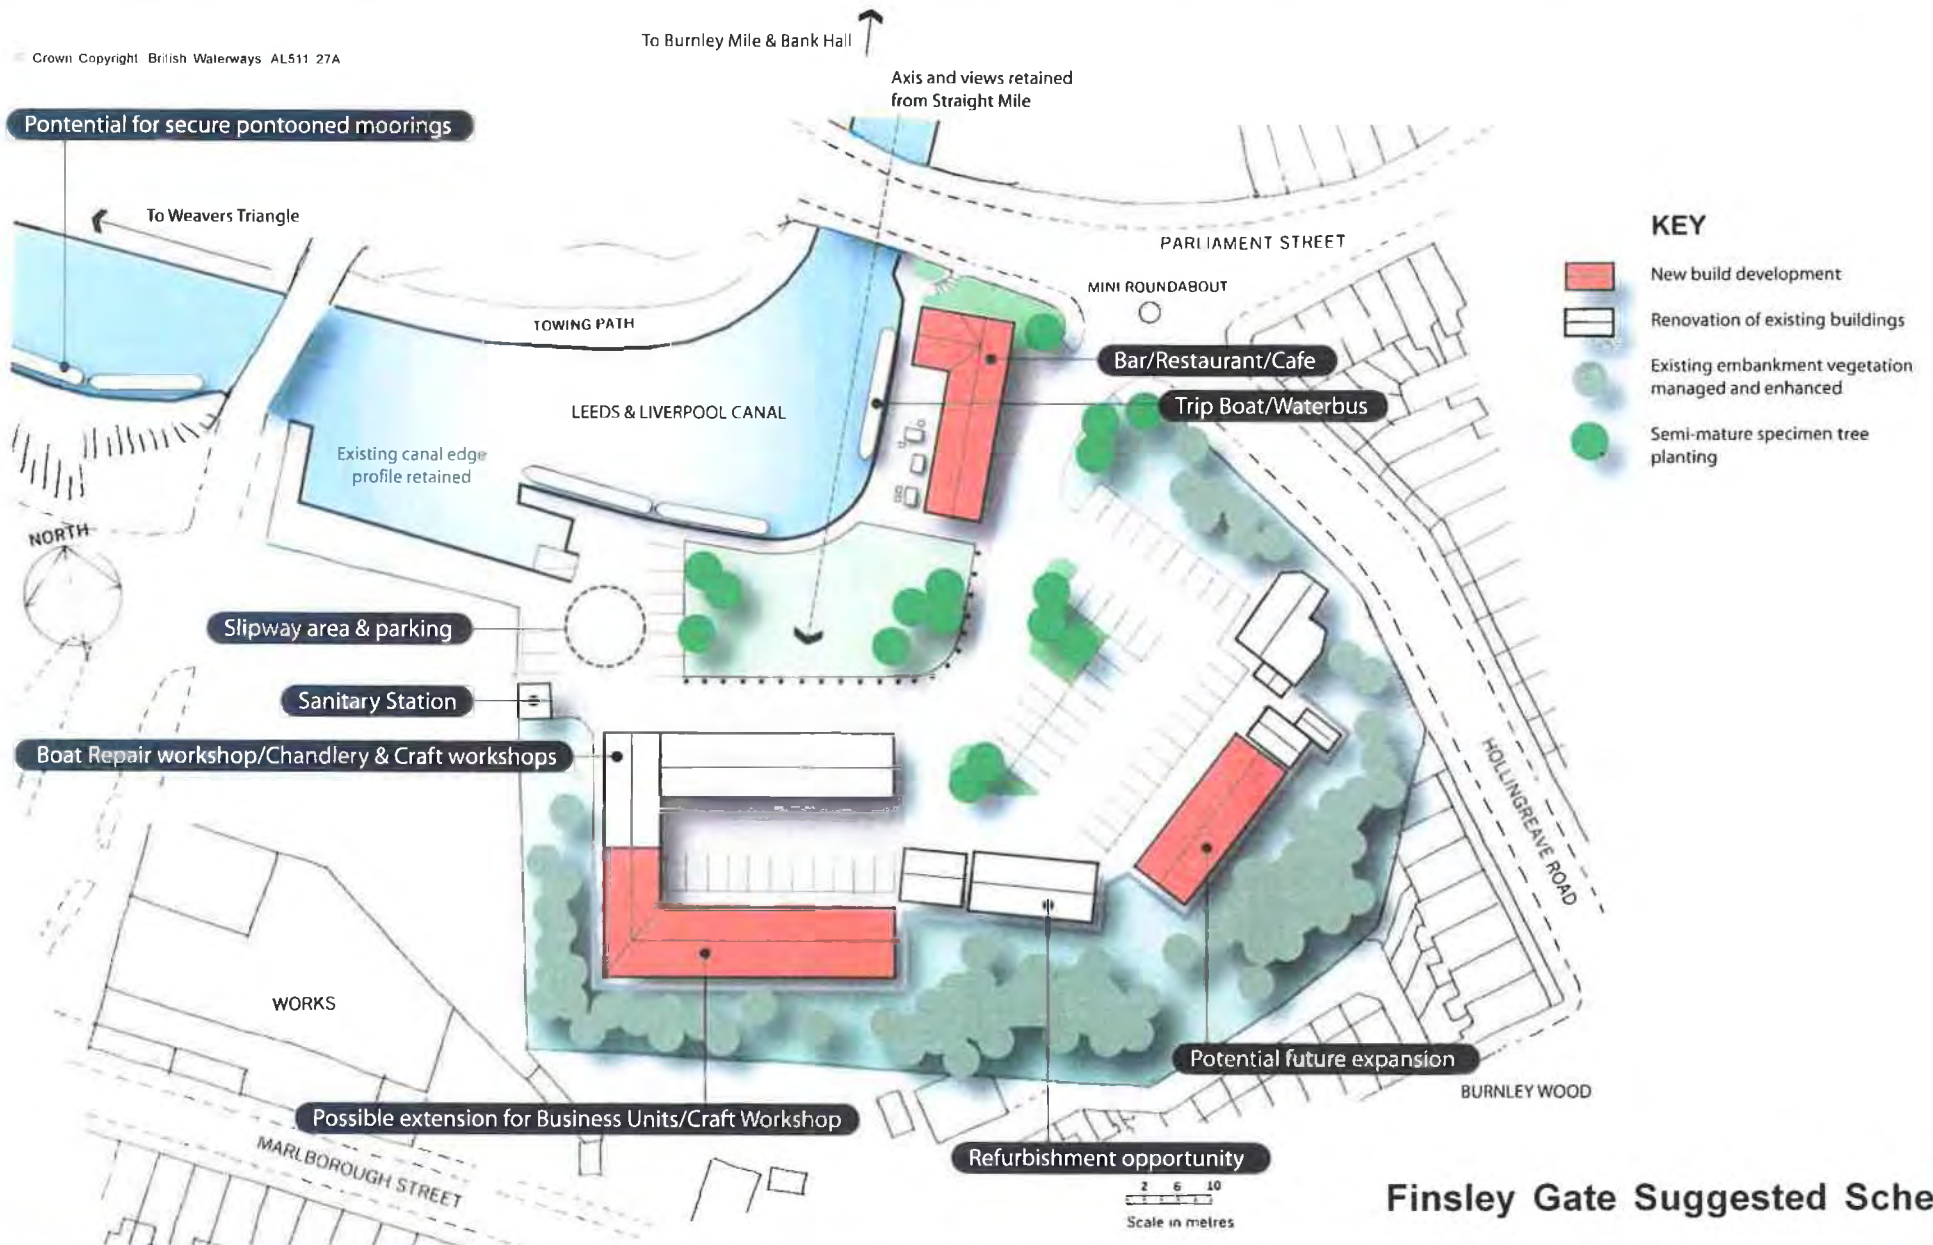 Crown Copyright British Waterways AL511 27A
To Burnley Mile & Bank Hall
Axis and views retained
from Straight Mile
Pontential for secure pontooned moorings
To Weavers Triangle
PARLIAMENT STREET
MINI ROUNDABOUT
TOWING PATH
Bar/Restaurant/Cafe
Trip Boat/Waterbus
LEEDS & LIVERPOOL CANAL
Existing canal edge
profile retained
NORTH
Slipway area & parking
Sanitary Station
Boat Repair workshop/Chandlery & Craft workshops
HOLLINGREAVE ROAD
WORKS
Potential future expansion
BURNLEY WOOD
Possible extension for Business Units/Craft Workshop
MARLBOROUGH STREET
Refurbishment opportunity
2 6 10
Scale in metres
KEY
New build development
Renovation of existing buildings
Existing embankment vegetation
managed and enhanced
Semi-mature specimen tree
planting
Finsley Gate Suggested Sche